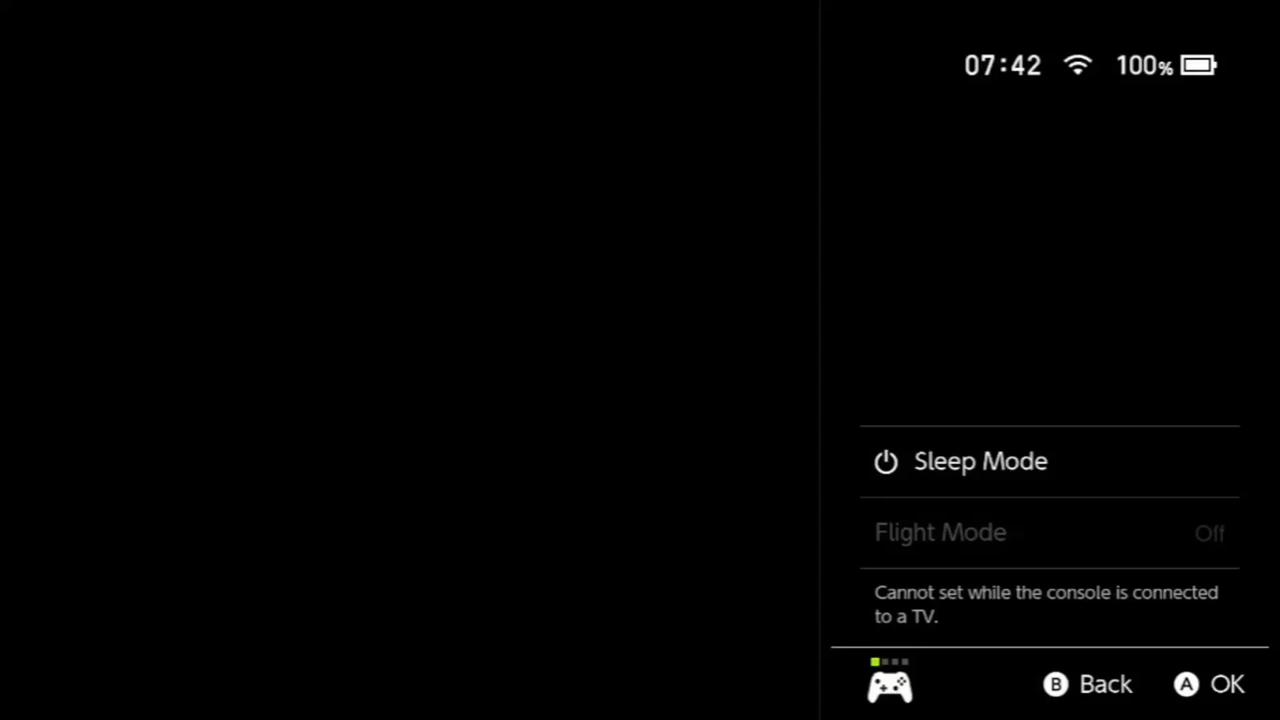 07:42 100%
Sleep Mode
Flight Mode Off
Cannot set while the console is connected
to a TV.
B Back A OK